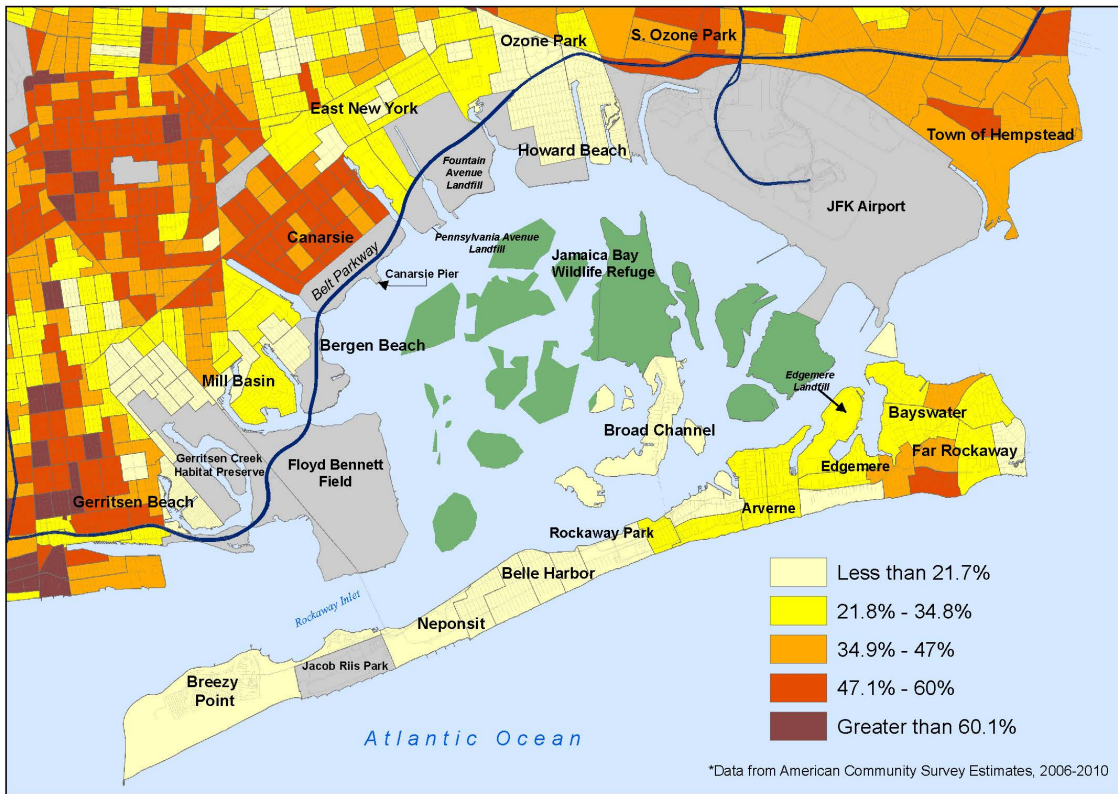 Ozone Park
S. Ozone Park
East New York
Town of Hempstead
Howard Beach
Fountain
Avenue
Landfill
JFK Airport
Canarsie
Pennsylvania Avenue
Landfill
Jamaica Bay
Wildlife Refuge
Belt Parkway
Canarsie Pier
Bergen Beach
Mill Basin
Edgemere
Landfill
Bayswater
Broad Channel
Gerritsen Creek
Habitat Preserve
Floyd Bennett
Field
Edgemere
Far Rockaway
Gerritsen Beach
Arverne
Rockaway Park
Belle Harbor
Rockaway Inlet
Neponsit
Jacob Riis Park
Breezy
Point
Atlantic Ocean
Less than 21.7%
21.8% - 34.8%
34.9% - 47%
47.1% - 60%
Greater than 60.1%
*Data from American Community Survey Estimates, 2006-2010